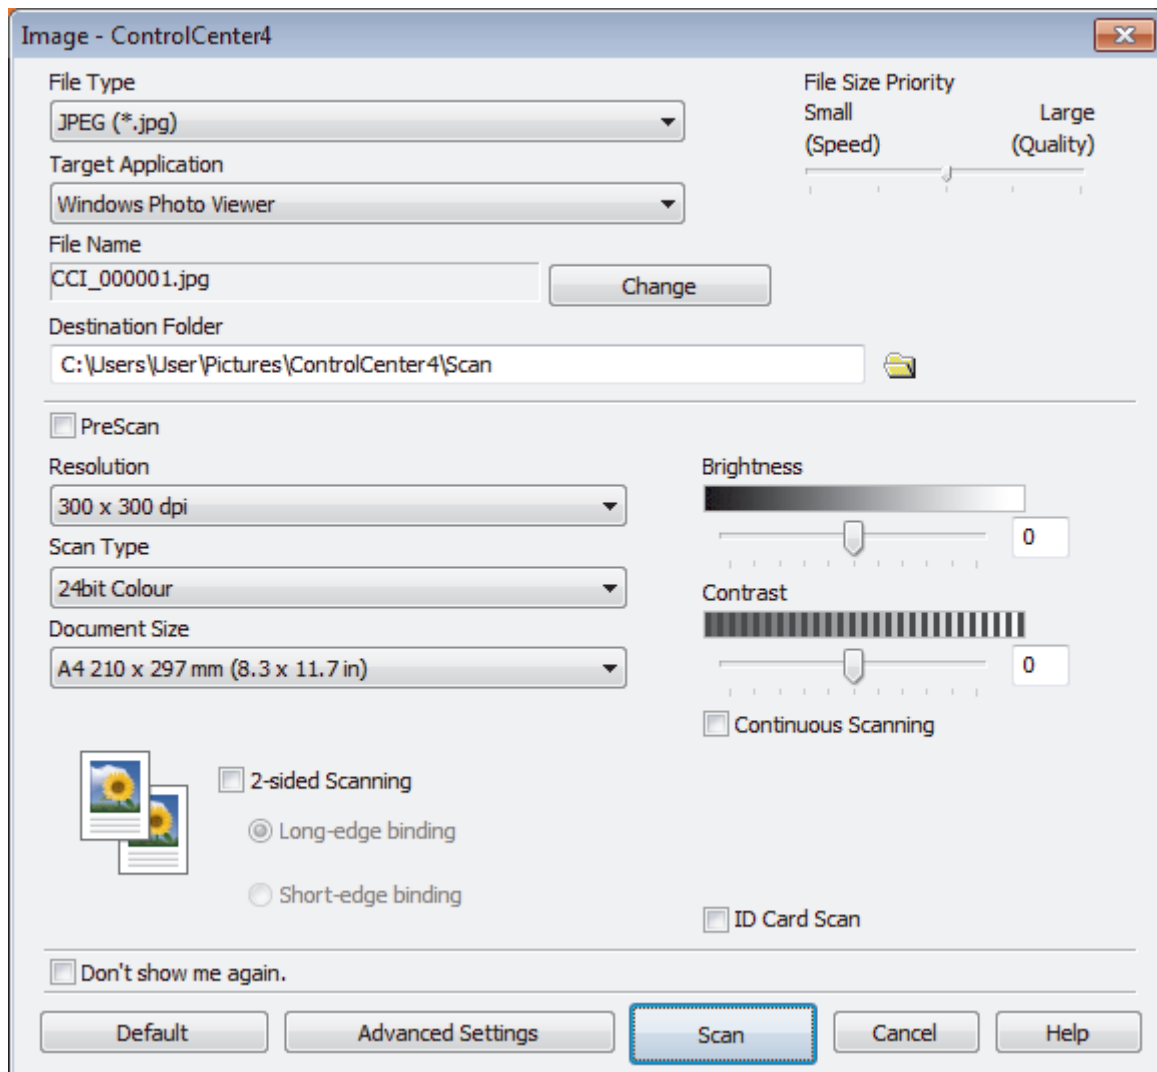 Image - ControlCenter4
File Type
JPEG (*.jpg)
File Size Priority
Small Large
(Speed) (Quality)
Target Application
Windows Photo Viewer
File Name
CCI_000001.jpg
Change
Destination Folder
C:\Users\User\Pictures\ControlCenter4\Scan
PreScan
Resolution
300 x 300 dpi
Scan Type
24bit Colour
Document Size
A4 210 x 297 mm (8.3 x 11.7 in)
Brightness
0
Contrast
0
Continuous Scanning
2-sided Scanning
Long-edge binding
Short-edge binding
ID Card Scan
Don't show me again.
Default Advanced Settings Scan Cancel Help